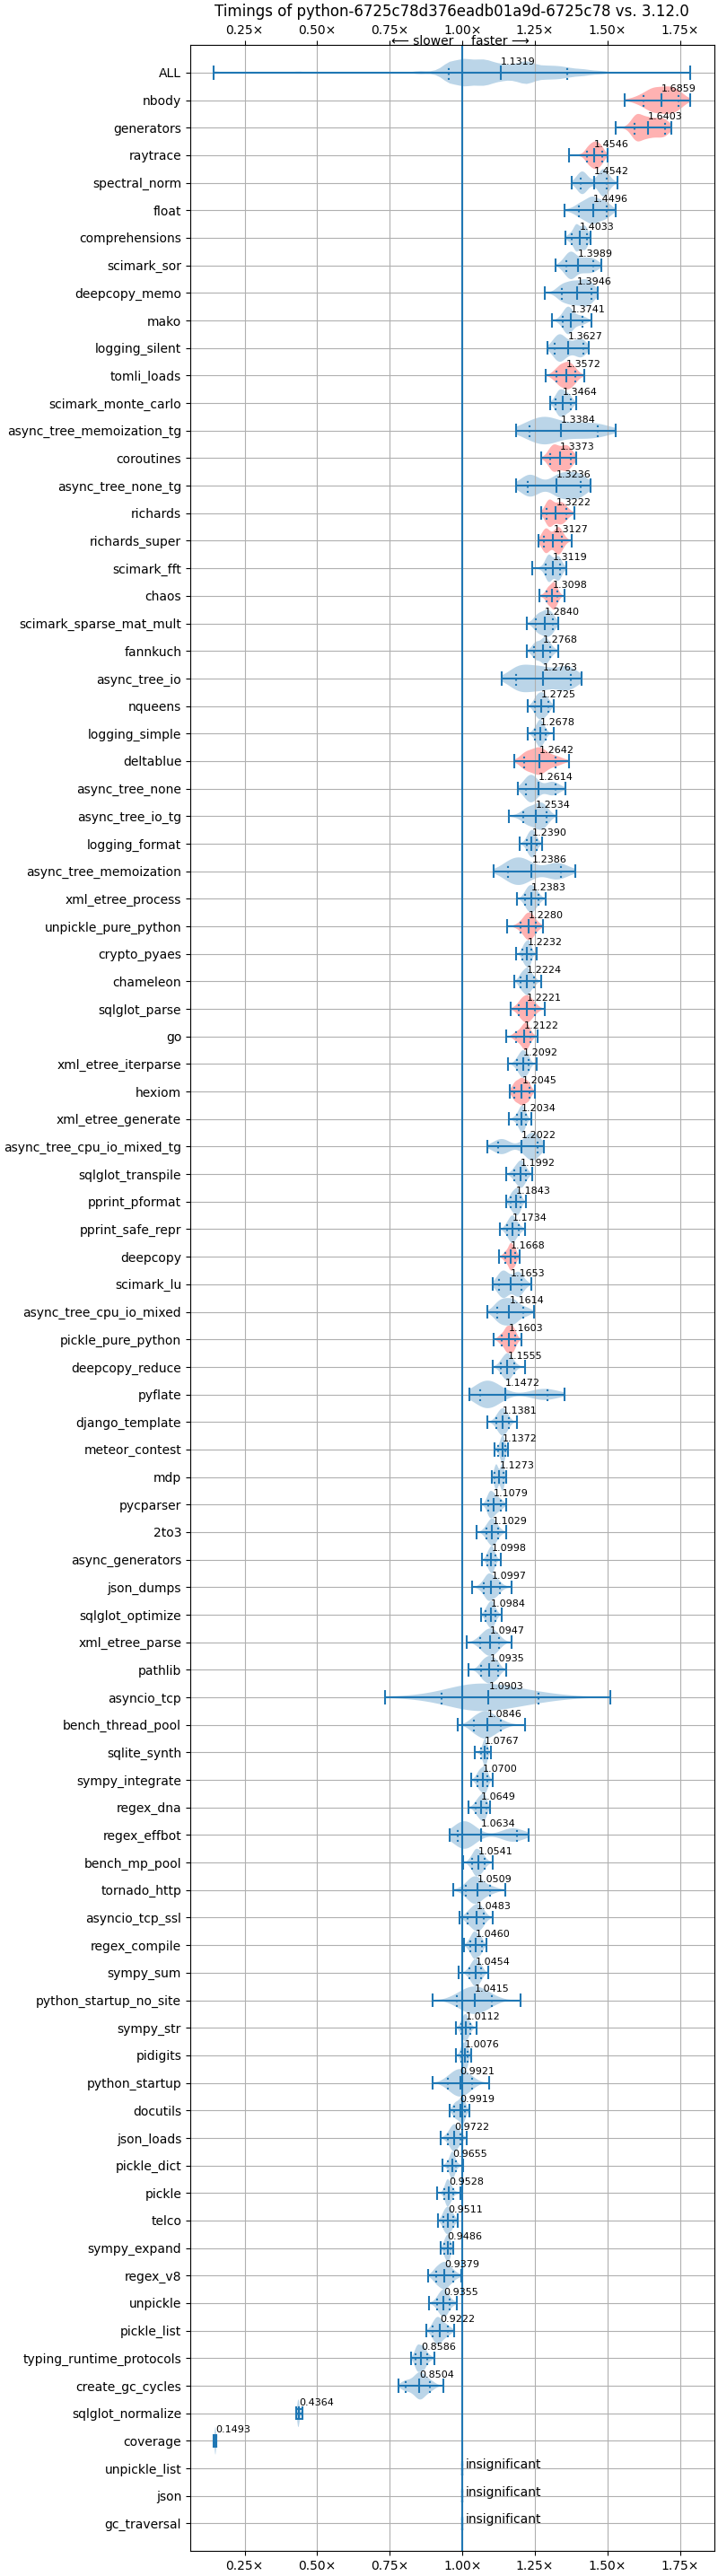 Timings of python-6725c78d376eadb01a9d-6725c78 vs. 3.12.0
0.25× 0.50× 0.75× 1.00× 1.25× 1.50× 1.75×
⟵ slower faster ⟶
ALL 1.1319
nbody 1.6859
generators 1.6403
raytrace 1.4546
spectral_norm 1.4542
float 1.4496
comprehensions 1.4033
scimark_sor 1.3989
deepcopy_memo 1.3946
mako 1.3741
logging_silent 1.3627
tomli_loads 1.3572
scimark_monte_carlo 1.3464
async_tree_memoization_tg 1.3384
coroutines 1.3373
async_tree_none_tg 1.3236
richards 1.3222
richards_super 1.3127
scimark_fft 1.3119
chaos 1.3098
scimark_sparse_mat_mult 1.2840
fannkuch 1.2768
async_tree_io 1.2763
nqueens 1.2725
logging_simple 1.2678
deltablue 1.2642
async_tree_none 1.2614
async_tree_io_tg 1.2534
logging_format 1.2390
async_tree_memoization 1.2386
xml_etree_process 1.2383
unpickle_pure_python 1.2280
crypto_pyaes 1.2232
chameleon 1.2224
sqlglot_parse 1.2221
go 1.2122
xml_etree_iterparse 1.2092
hexiom 1.2045
xml_etree_generate 1.2034
async_tree_cpu_io_mixed_tg 1.2022
sqlglot_transpile 1.1992
pprint_pformat 1.1843
pprint_safe_repr 1.1734
deepcopy 1.1668
scimark_lu 1.1653
async_tree_cpu_io_mixed 1.1614
pickle_pure_python 1.1603
deepcopy_reduce 1.1555
pyflate 1.1472
django_template 1.1381
meteor_contest 1.1372
mdp 1.1273
pycparser 1.1079
2to3 1.1029
async_generators 1.0998
json_dumps 1.0997
sqlglot_optimize 1.0984
xml_etree_parse 1.0947
pathlib 1.0935
asyncio_tcp 1.0903
bench_thread_pool 1.0846
sqlite_synth 1.0767
sympy_integrate 1.0700
regex_dna 1.0649
regex_effbot 1.0634
bench_mp_pool 1.0541
tornado_http 1.0509
asyncio_tcp_ssl 1.0483
regex_compile 1.0460
sympy_sum 1.0454
python_startup_no_site 1.0415
sympy_str 1.0112
pidigits 1.0076
python_startup 0.9921
docutils 0.9919
json_loads 0.9722
pickle_dict 0.9655
pickle 0.9528
telco 0.9511
sympy_expand 0.9486
regex_v8 0.9379
unpickle 0.9355
pickle_list 0.9222
typing_runtime_protocols 0.8586
create_gc_cycles 0.8504
sqlglot_normalize 0.4364
coverage 0.1493
unpickle_list insignificant
json insignificant
gc_traversal insignificant
0.25× 0.50× 0.75× 1.00× 1.25× 1.50× 1.75×